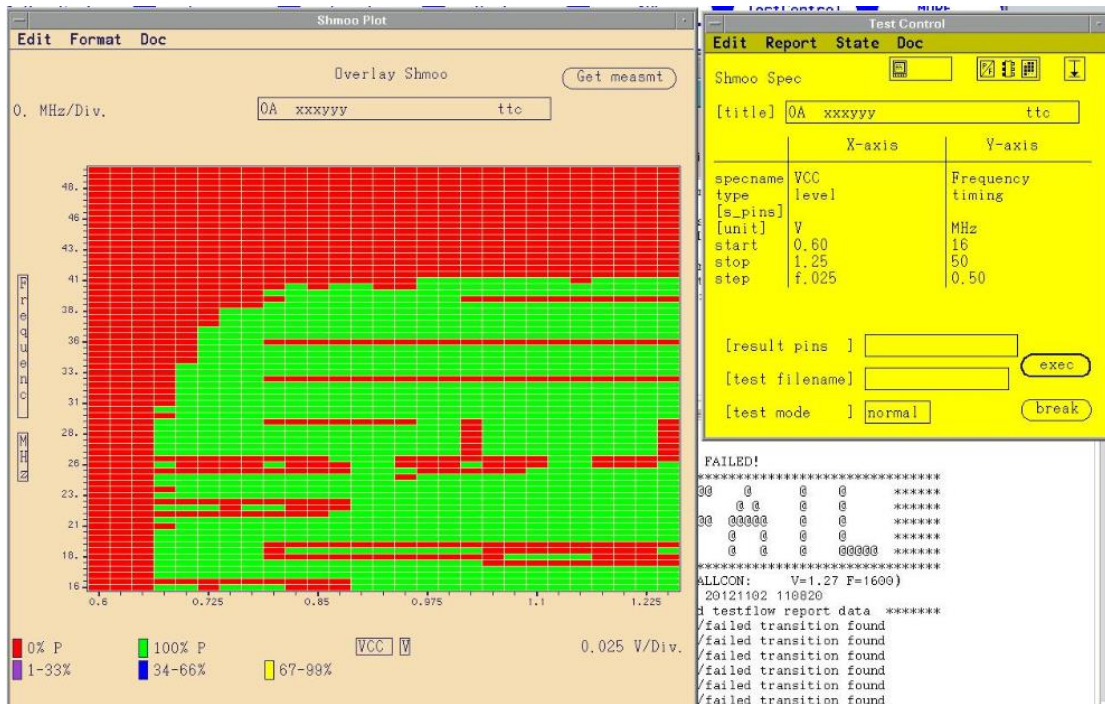 Shmoo Plot
Edit Format Doc
Overlay Shmoo
Get measmt
0. MHz/Div.
0A xxxyyy ttc
48.
46
43.
41
38.
36
33.
31
28.
26
23.
21
18.
16
Frequenc
MHz
0.6 0.725 0.85 0.975 1.1 1.225
0% P 100% P VCC V 0.025 V/Div.
1-33% 34-66% 67-99%
TestControl MORE
Test Control
Edit Report State Doc
Shmoo Spec
[title] 0A xxxyyy ttc
X-axis Y-axis
specname VCC Frequency
type level timing
[s_pins]
[unit] V MHz
start 0.60 16
stop 1.25 50
step f.025 0.50
[result pins ]
exec
[test filename]
[test mode ] normal
break
FAILED!
*********************************
@@ @ @ @ ******
@ @ @ @ ******
@@ @@@@@ @ @ ******
@ @ @ @ ******
@ @ @ @@@@@ ******
*********************************
ALLCON: V=1.27 F=1600)
20121102 110820
d testflow report data *******
/failed transition found
/failed transition found
/failed transition found
/failed transition found
/failed transition found
/failed transition found